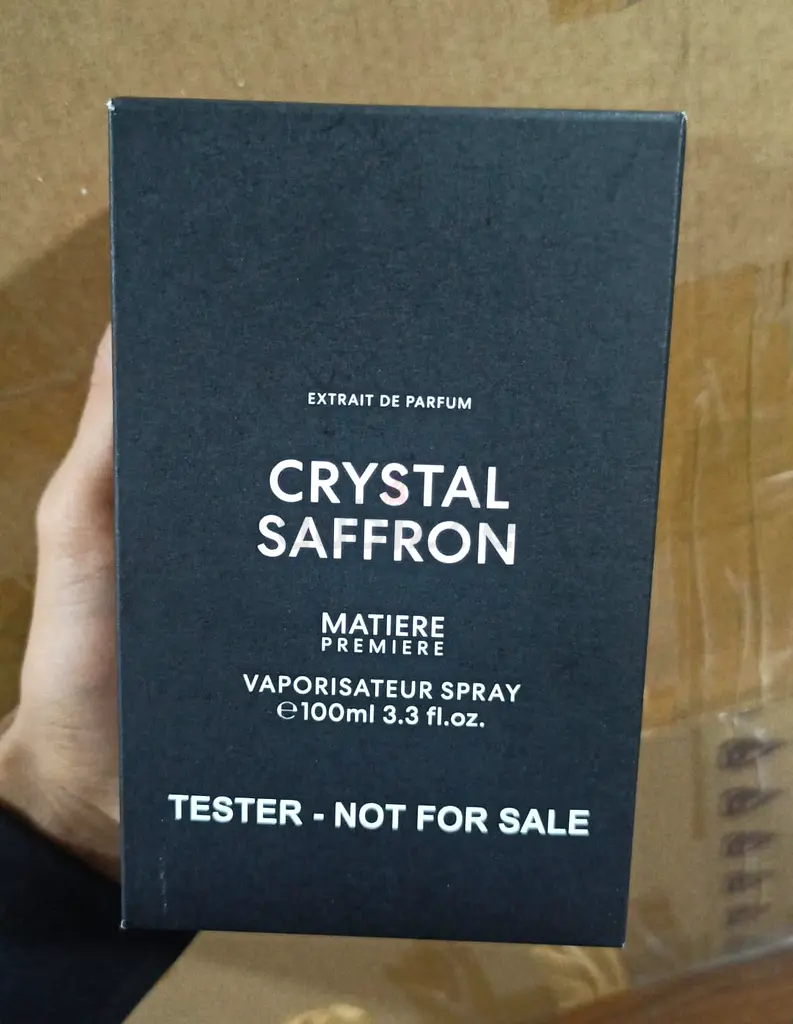 EXTRAIT DE PARFUM
CRYSTAL
SAFFRON
MATIERE
PREMIERE
VAPORISATEUR SPRAY
℮100ml 3.3 fl.oz.
TESTER - NOT FOR SALE